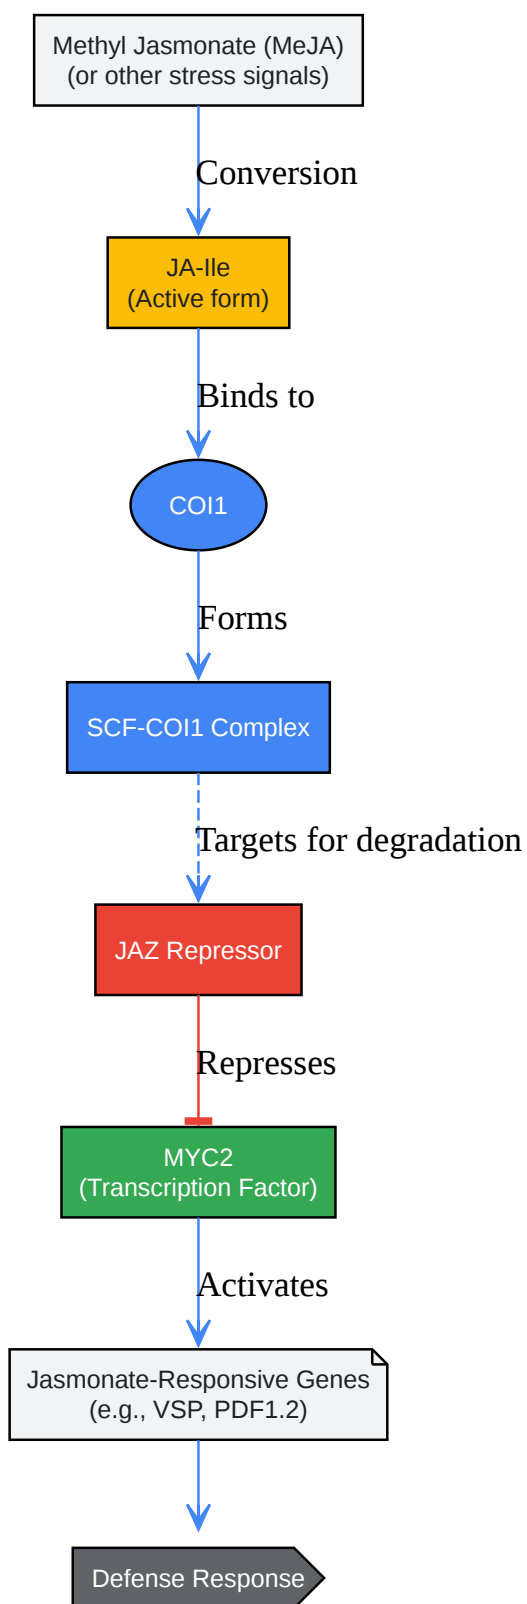 Methyl Jasmonate (MeJA)
(or other stress signals)
Conversion
JA-Ile
(Active form)
Binds to
COI1
Forms
SCF-COI1 Complex
Targets for degradation
JAZ Repressor
Represses
MYC2
(Transcription Factor)
Activates
Jasmonate-Responsive Genes
(e.g., VSP, PDF1.2)
Defense Response